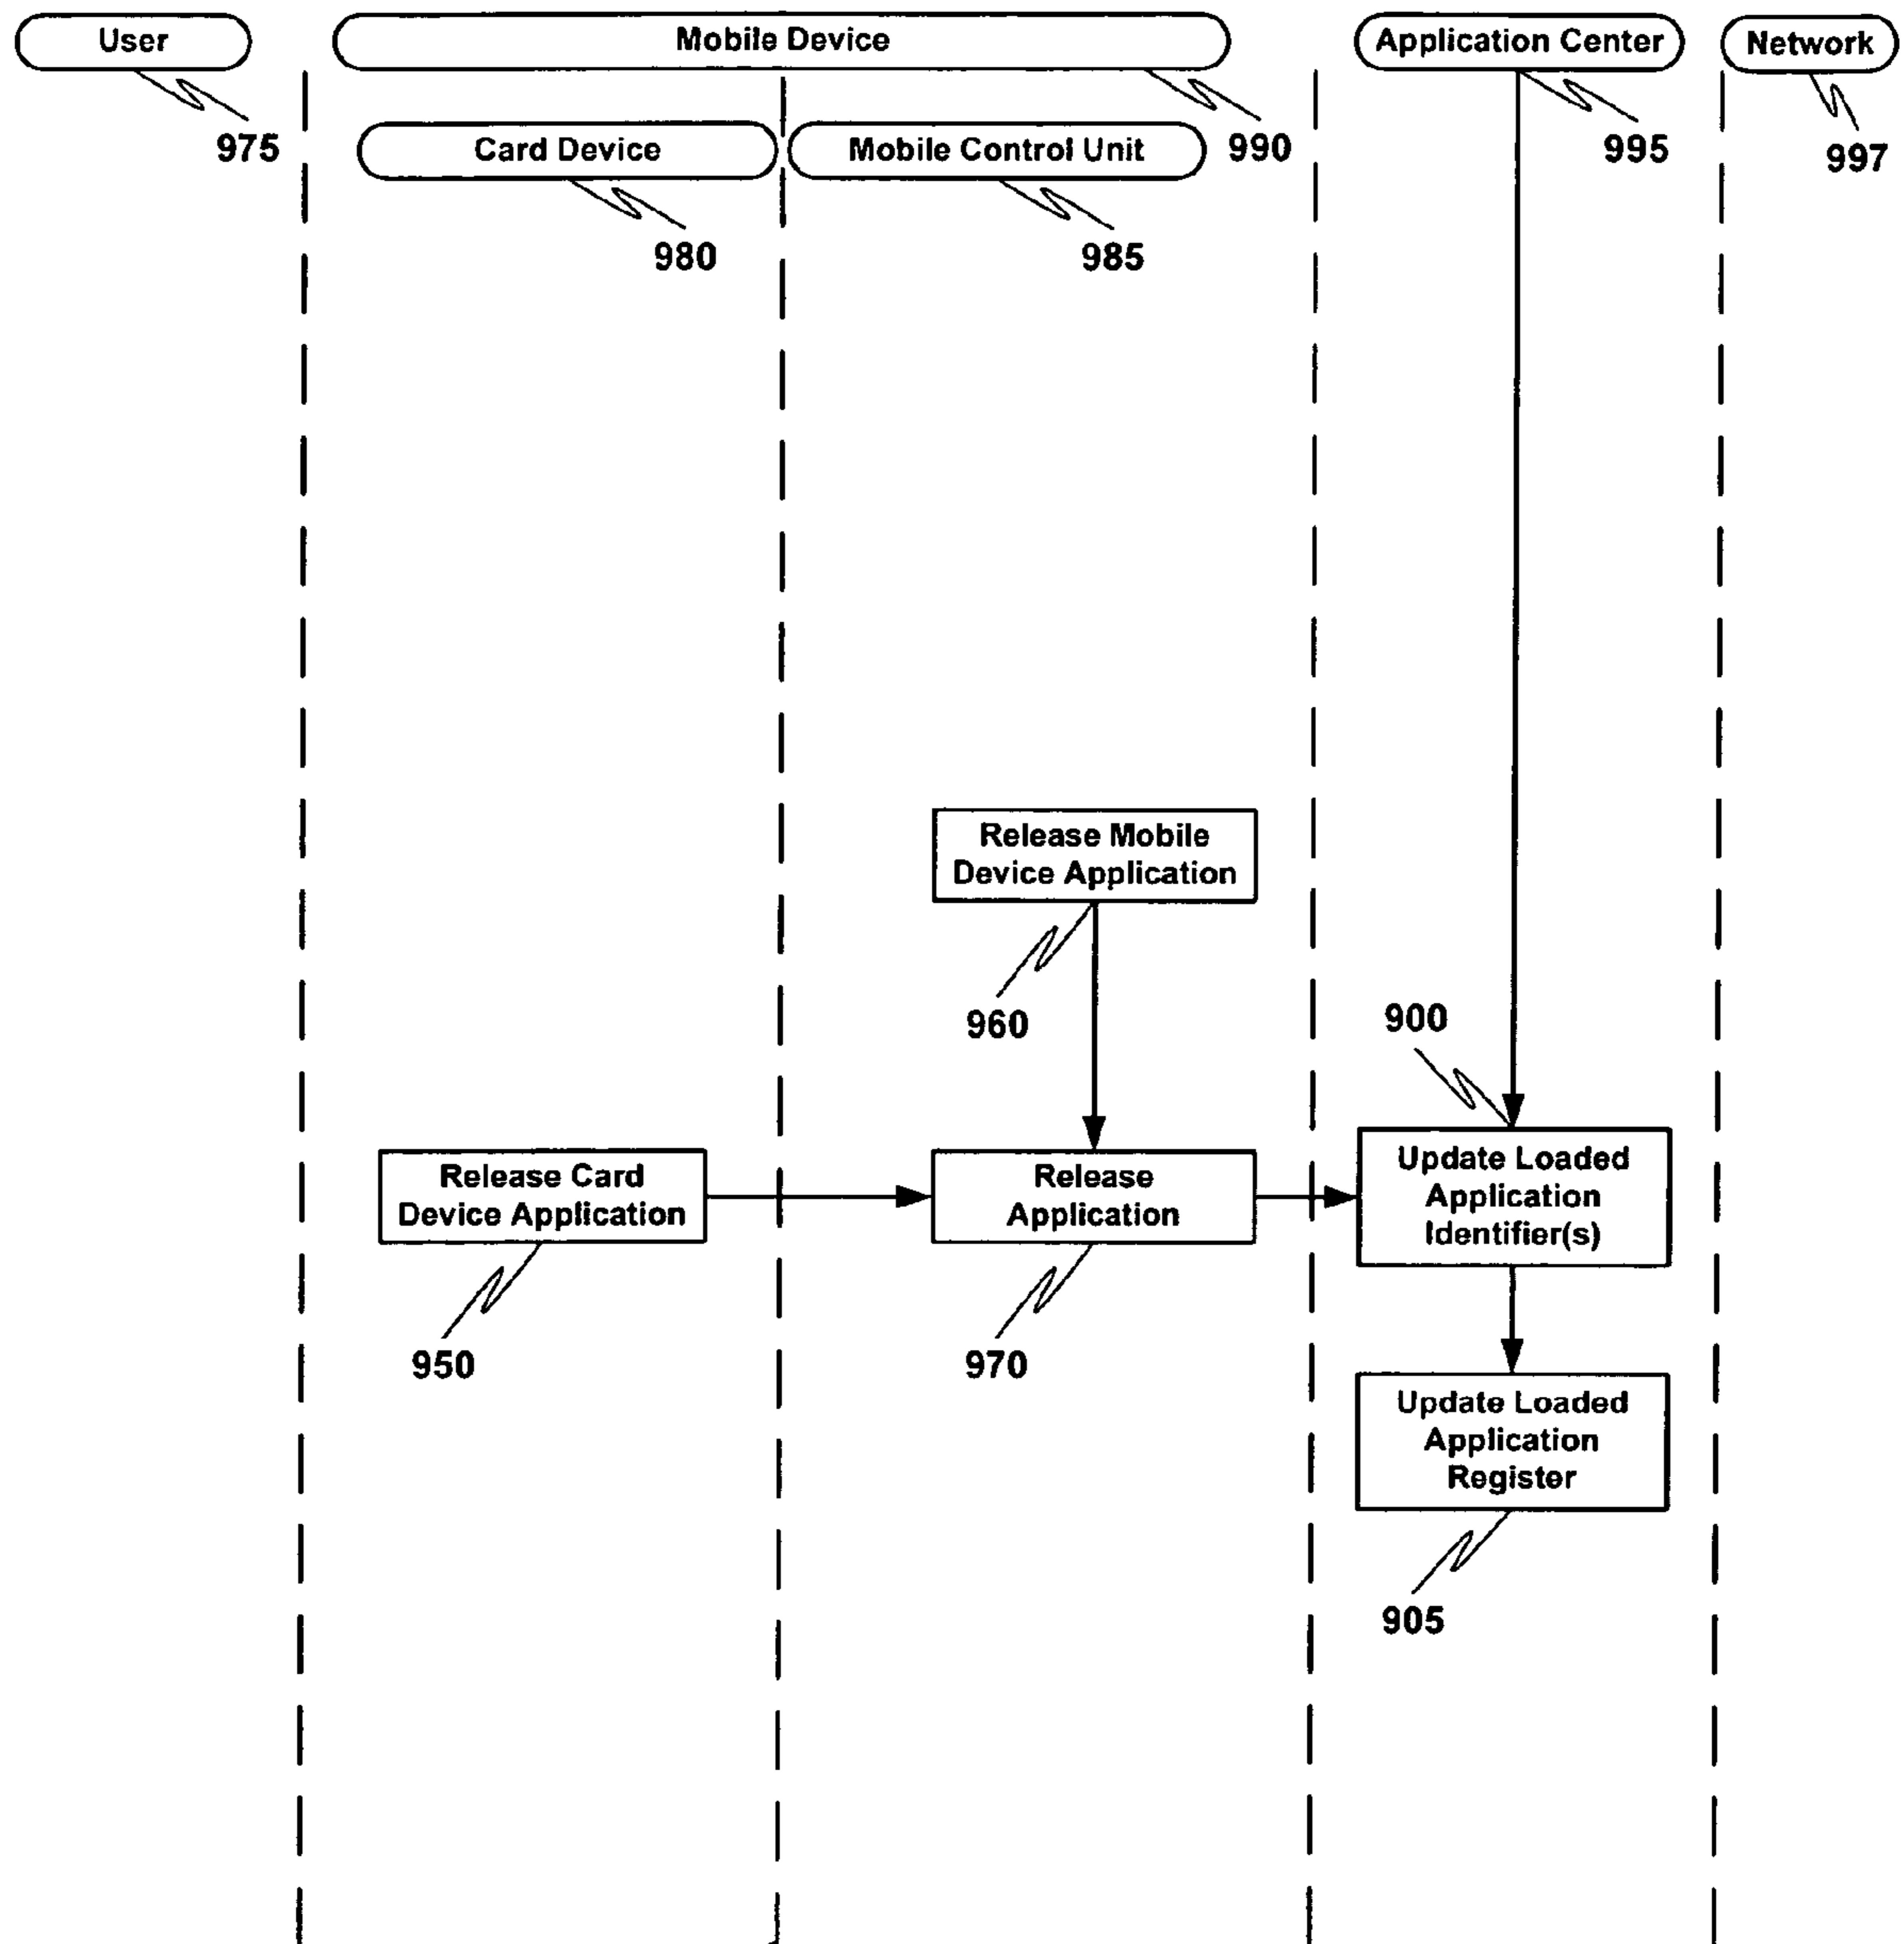 User
Mobile Device
Application Center
Network
975
Card Device
Mobile Control Unit
990
995
997
980
985
Release Mobile
Device Application
960
900
Release Card
Device Application
Release
Application
Update Loaded
Application
Identifier(s)
950
970
Update Loaded
Application
Register
905